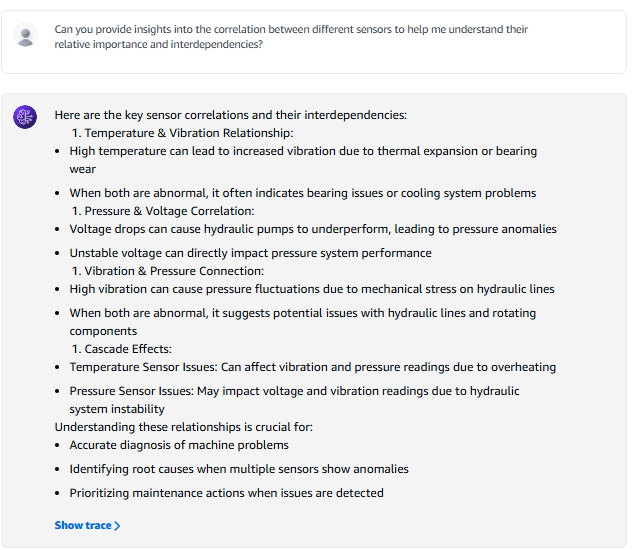 Can you provide insights into the correlation between different sensors to help me understand their
relative importance and interdependencies?
Here are the key sensor correlations and their interdependencies:
1. Temperature & Vibration Relationship:
• High temperature can lead to increased vibration due to thermal expansion or bearing
wear
• When both are abnormal, it often indicates bearing issues or cooling system problems
1. Pressure & Voltage Correlation:
• Voltage drops can cause hydraulic pumps to underperform, leading to pressure anomalies
• Unstable voltage can directly impact pressure system performance
1. Vibration & Pressure Connection:
• High vibration can cause pressure fluctuations due to mechanical stress on hydraulic lines
• When both are abnormal, it suggests potential issues with hydraulic lines and rotating
components
1. Cascade Effects:
• Temperature Sensor Issues: Can affect vibration and pressure readings due to overheating
• Pressure Sensor Issues: May impact voltage and vibration readings due to hydraulic
system instability
Understanding these relationships is crucial for:
• Accurate diagnosis of machine problems
• Identifying root causes when multiple sensors show anomalies
• Prioritizing maintenance actions when issues are detected
Show trace >